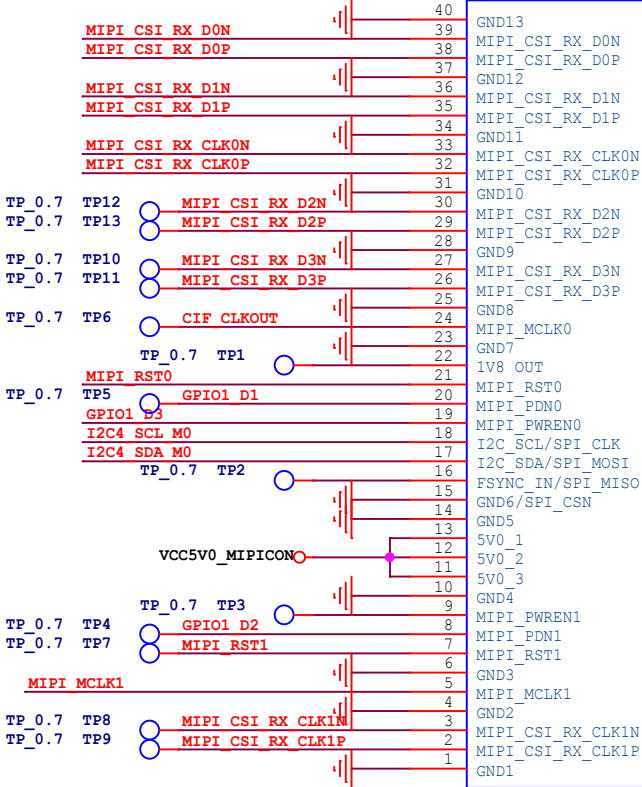 40 GND13
MIPI_CSI_RX_D0N 39 MIPI_CSI_RX_D0N
MIPI_CSI_RX_D0P 38 MIPI_CSI_RX_D0P
37 GND12
MIPI_CSI_RX_D1N 36 MIPI_CSI_RX_D1N
MIPI_CSI_RX_D1P 35 MIPI_CSI_RX_D1P
34 GND11
MIPI_CSI_RX_CLK0N 33 MIPI_CSI_RX_CLK0N
MIPI_CSI_RX_CLK0P 32 MIPI_CSI_RX_CLK0P
31 GND10
TP_0.7 TP12 MIPI_CSI_RX_D2N 30 MIPI_CSI_RX_D2N
TP_0.7 TP13 MIPI_CSI_RX_D2P 29 MIPI_CSI_RX_D2P
28 GND9
TP_0.7 TP10 MIPI_CSI_RX_D3N 27 MIPI_CSI_RX_D3N
TP_0.7 TP11 MIPI_CSI_RX_D3P 26 MIPI_CSI_RX_D3P
25 GND8
TP_0.7 TP6 CIF_CLKOUT 24 MIPI_MCLK0
23 GND7
TP_0.7 TP1 22 1V8 OUT
MIPI_RST0 21 MIPI_RST0
TP_0.7 TP5 GPIO1_D1 20 MIPI_PDN0
GPIO1_D3 19 MIPI_PWREN0
I2C4_SCL_M0 18 I2C_SCL/SPI_CLK
I2C4_SDA_M0 17 I2C_SDA/SPI_MOSI
TP_0.7 TP2 16 FSYNC_IN/SPI_MISO
15 GND6/SPI_CSN
14 GND5
13 5V0_1
VCC5V0_MIPICON 12 5V0_2
11 5V0_3
10 GND4
TP_0.7 TP3 9 MIPI_PWREN1
TP_0.7 TP4 GPIO1_D2 8 MIPI_PDN1
TP_0.7 TP7 MIPI_RST1 7 MIPI_RST1
6 GND3
MIPI_MCLK1 5 MIPI_MCLK1
4 GND2
TP_0.7 TP8 MIPI_CSI_RX_CLK1N 3 MIPI_CSI_RX_CLK1N
TP_0.7 TP9 MIPI_CSI_RX_CLK1P 2 MIPI_CSI_RX_CLK1P
1 GND1